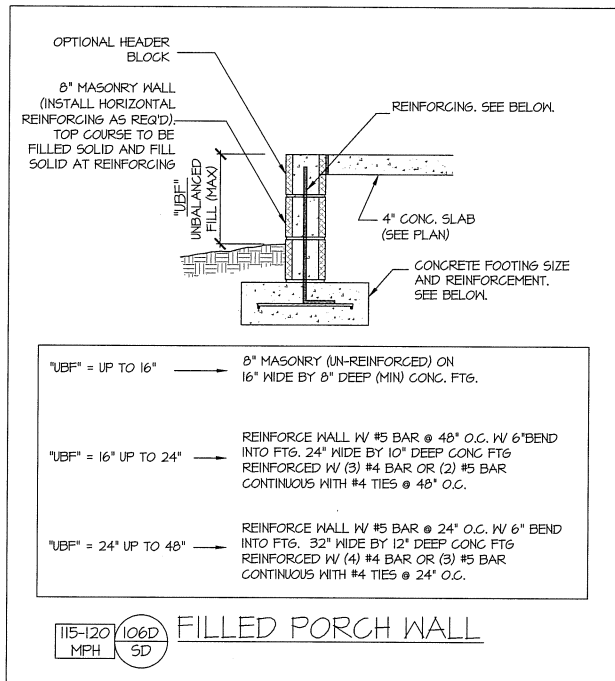 OPTIONAL HEADER
BLOCK
8" MASONRY WALL
(INSTALL HORIZONTAL
REINFORCING AS REQ'D).
TOP COURSE TO BE
FILLED SOLID AND FILL
SOLID AT REINFORCING
"UBF"
UNBALANCED
FILL (MAX)
REINFORCING. SEE BELOW.
4" CONC. SLAB
(SEE PLAN)
CONCRETE FOOTING SIZE
AND REINFORCEMENT.
SEE BELOW.
"UBF" = UP TO 16"
8" MASONRY (UN-REINFORCED) ON
16" WIDE BY 8" DEEP (MIN) CONC. FTG.
"UBF" = 16" UP TO 24"
REINFORCE WALL W/ #5 BAR @ 48" O.C. W/ 6"BEND
INTO FTG. 24" WIDE BY 10" DEEP CONC FTG
REINFORCED W/ (3) #4 BAR OR (2) #5 BAR
CONTINUOUS WITH #4 TIES @ 48" O.C.
"UBF" = 24" UP TO 48"
REINFORCE WALL W/ #5 BAR @ 24" O.C. W/ 6" BEND
INTO FTG. 32" WIDE BY 12" DEEP CONC FTG
REINFORCED W/ (4) #4 BAR OR (3) #5 BAR
CONTINUOUS WITH #4 TIES @ 24" O.C.
115-120
MPH
106D
SD
FILLED PORCH WALL